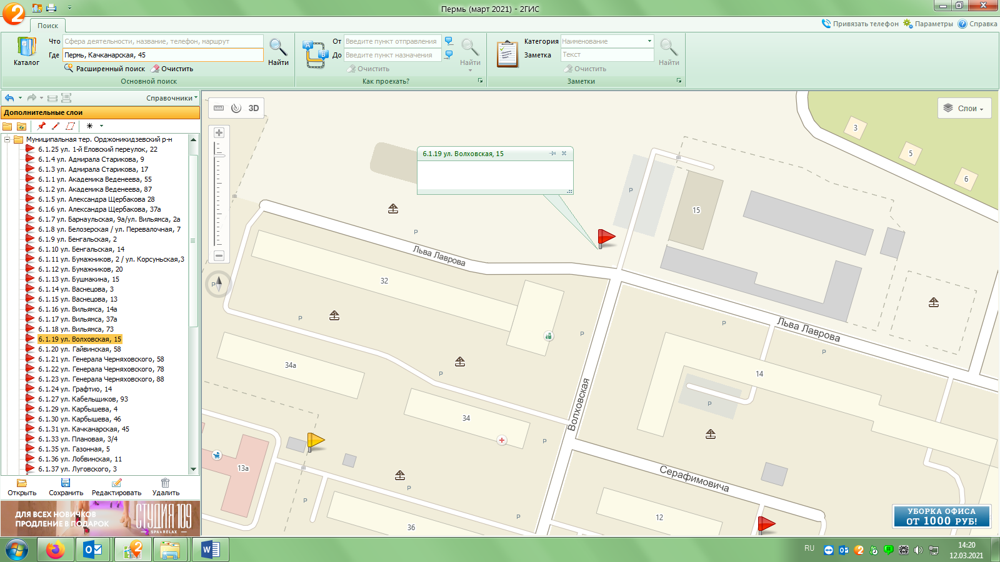 Пермь (март 2021) - 2ГИС
Поиск
Привязать телефон
Параметры
Справка
Каталог
Что
Сфера деятельности, название, телефон, маршрут
Где
Пермь, Качканарская, 45
Расширенный поиск
Очистить
Найти
Основной поиск
От
Введите пункт отправления
До
Введите пункт назначения
Очистить
Найти
Как проехать?
Категория
Наименование
Заметка
Текст
Очистить
Найти
Заметки
Справочники
Дополнительные слои
Муниципальная тер. Орджоникидзевский р-н
6.1.25 ул. 1-й Еловский переулок, 22
6.1.4 ул. Адмирала Старикова, 9
6.1.3 ул. Адмирала Старикова, 17
6.1.1 ул. Академика Веденеева, 55
6.1.2 ул. Академика Веденеева, 87
6.1.5 ул. Александра Щербакова 28
6.1.6 ул. Александра Щербакова, 37а
6.1.7 ул. Барнаульская, 9а/ул. Вильямса, 2а
6.1.8 ул. Белозерская / ул. Перевалочная, 7
6.1.9 ул. Бенгальская, 2
6.1.10 ул. Бенгальская, 14
6.1.11 ул. Бумажников, 2 / ул. Корсуньская,3
6.1.12 ул. Бумажников, 20
6.1.13 ул. Бушмакина, 15
6.1.14 ул. Васнецова, 3
6.1.15 ул. Васнецова, 13
6.1.16 ул. Вильямса, 14а
6.1.17 ул. Вильямса, 37а
6.1.18 ул. Вильямса, 73
6.1.19 ул. Волховская, 15
6.1.20 ул. Гайвинская, 58
6.1.21 ул. Генерала Черняховского, 58
6.1.22 ул. Генерала Черняховского, 78
6.1.23 ул. Генерала Черняховского, 88
6.1.24 ул. Графтио, 14
6.1.27 ул. Кабельщиков, 93
6.1.29 ул. Карбышева, 4
6.1.30 ул. Карбышева, 46
6.1.31 ул. Качканарская, 45
6.1.33 ул. Плановая, 3/4
6.1.35 ул. Газонная, 5
6.1.36 ул. Лобвинская, 11
6.1.37 ул. Луговского, 3
Открыть
Сохранить
Редактировать
Удалить
ДЛЯ ВСЕХ НОВИЧКОВ
ПРОДЛЕНИЕ В ПОДАРОК
СТУДИЯ 109
SPA & RELAX
3D
Слои
6.1.19 ул. Волховская, 15
3
5
6
15
P
P
Льва Лаврова
32
P
P
P
Льва Лаврова
P
P
34а
P
14
P
Волховская
34
P
13а
Серафимовича
P
P
P
12
36
УБОРКА ОФИСА
ОТ 1000 РУБ!
RU
14:20
12.03.2021